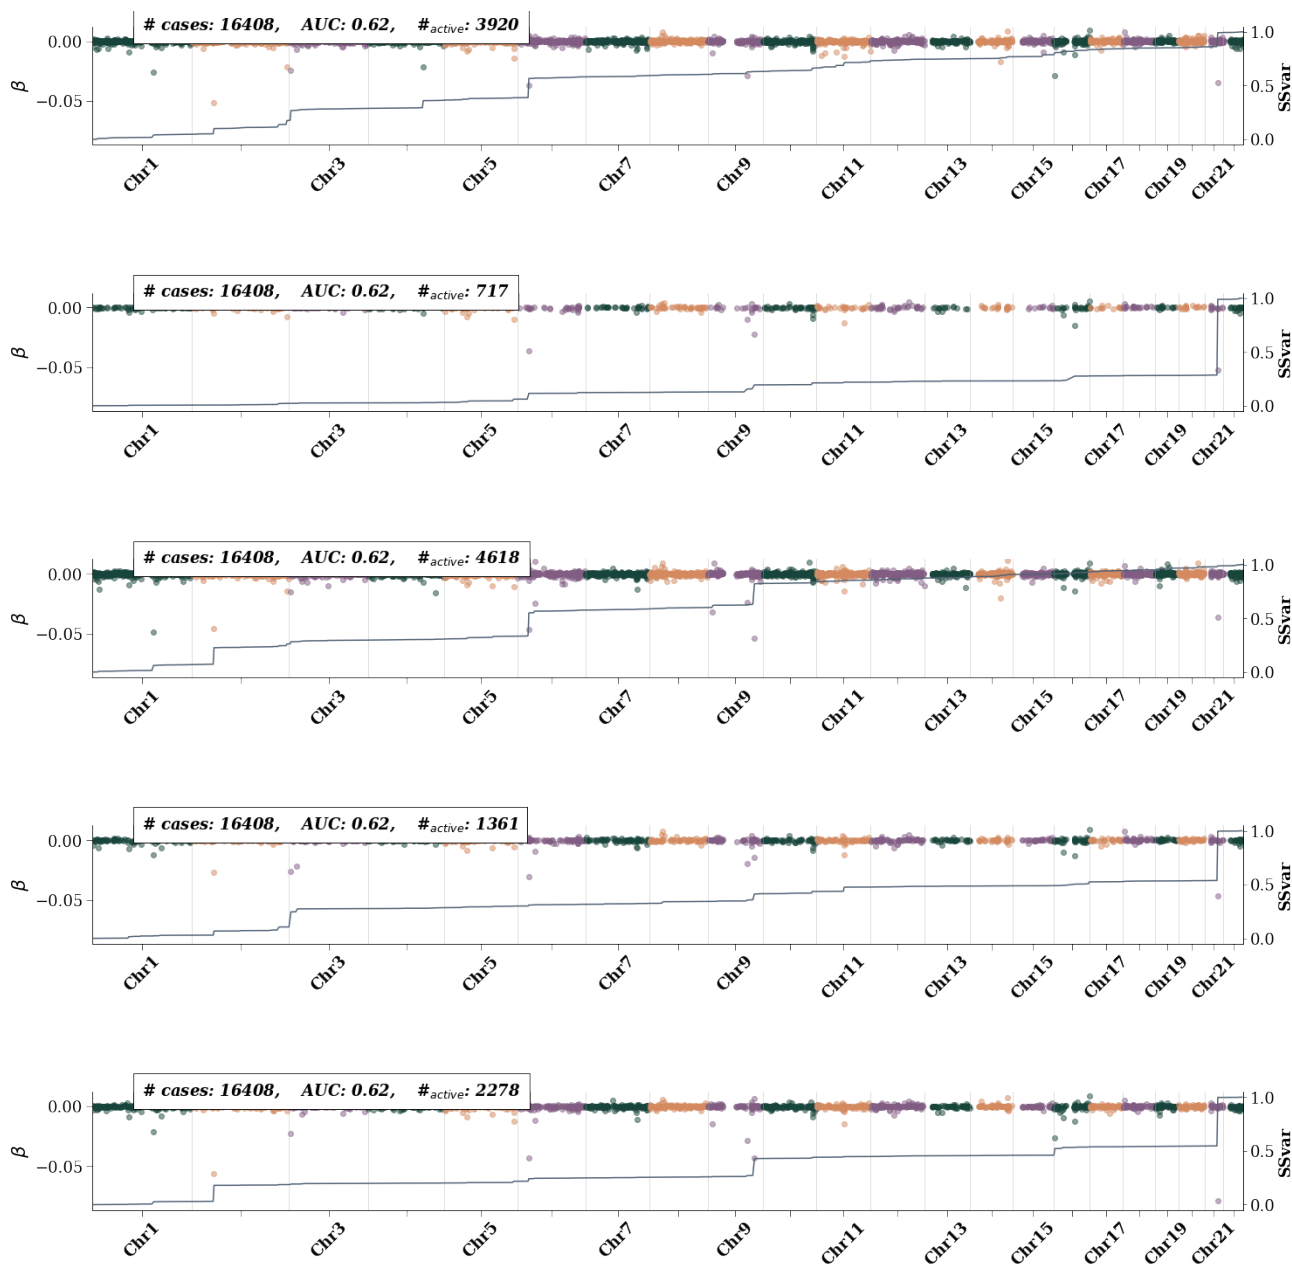 # cases: 16408, AUC: 0.62, #active: 3920
0.00
−0.05
β
1.0
0.5
0.0
SSvar
Chr1 Chr3 Chr5 Chr7 Chr9 Chr11 Chr13 Chr15 Chr17 Chr19 Chr21
# cases: 16408, AUC: 0.62, #active: 717
0.00
−0.05
β
1.0
0.5
0.0
SSvar
Chr1 Chr3 Chr5 Chr7 Chr9 Chr11 Chr13 Chr15 Chr17 Chr19 Chr21
# cases: 16408, AUC: 0.62, #active: 4618
0.00
−0.05
β
1.0
0.5
0.0
SSvar
Chr1 Chr3 Chr5 Chr7 Chr9 Chr11 Chr13 Chr15 Chr17 Chr19 Chr21
# cases: 16408, AUC: 0.62, #active: 1361
0.00
−0.05
β
1.0
0.5
0.0
SSvar
Chr1 Chr3 Chr5 Chr7 Chr9 Chr11 Chr13 Chr15 Chr17 Chr19 Chr21
# cases: 16408, AUC: 0.62, #active: 2278
0.00
−0.05
β
1.0
0.5
0.0
SSvar
Chr1 Chr3 Chr5 Chr7 Chr9 Chr11 Chr13 Chr15 Chr17 Chr19 Chr21